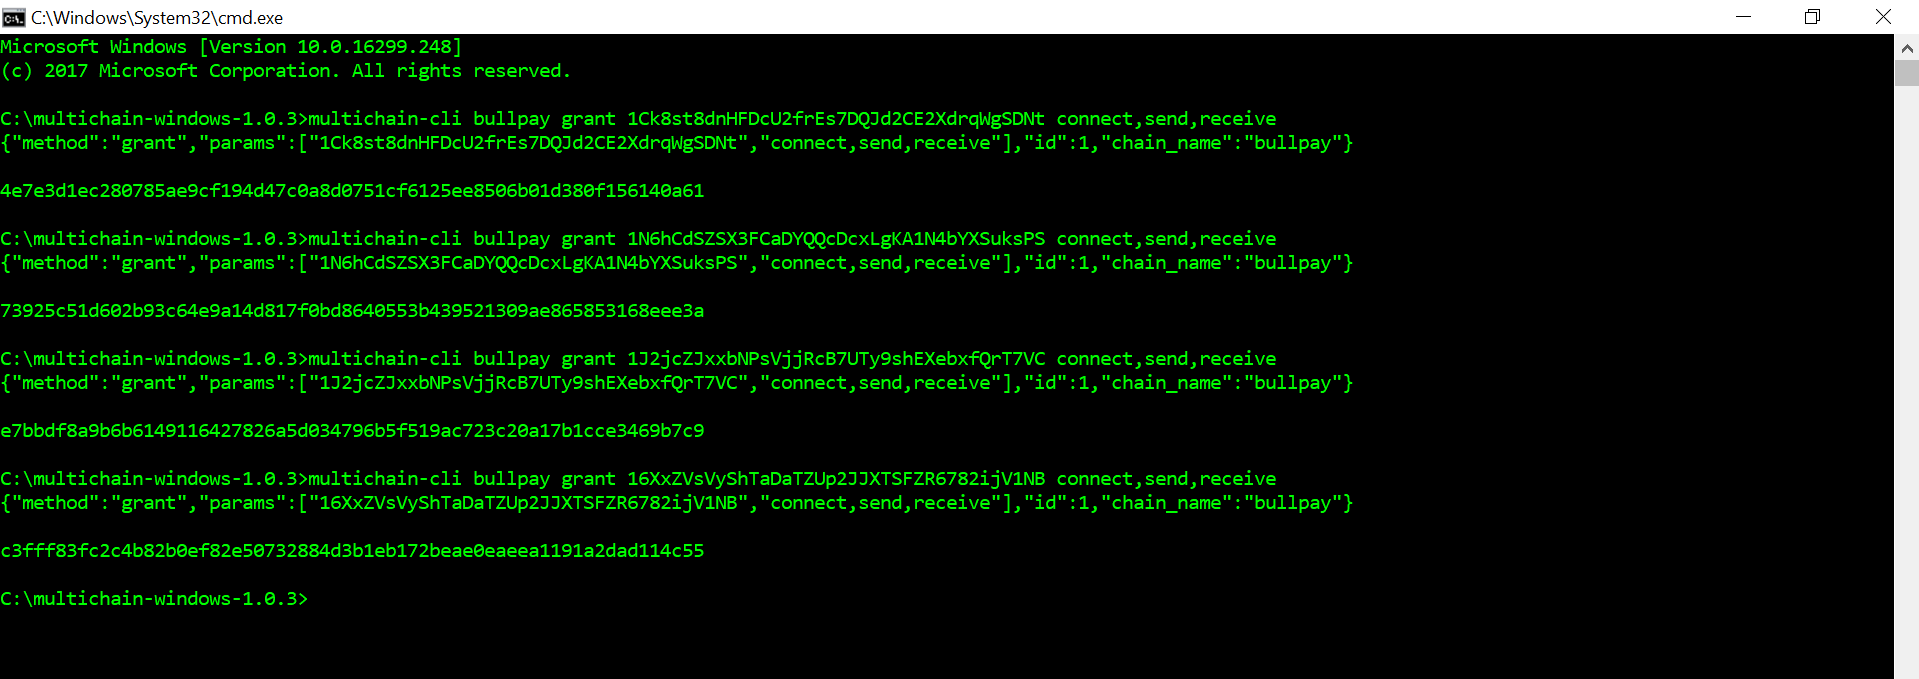 C:\Windows\System32\cmd.exe
Microsoft Windows [Version 10.0.16299.248]
(c) 2017 Microsoft Corporation. All rights reserved.
C:\multichain-windows-1.0.3>multichain-cli bullpay grant 1Ck8st8dnHFDcU2frEs7DQJd2CE2XdrqWgSDNt connect,send,receive
{"method":"grant","params":["1Ck8st8dnHFDcU2frEs7DQJd2CE2XdrqWgSDNt","connect,send,receive"],"id":1,"chain_name":"bullpay"}
4e7e3d1ec280785ae9cf194d47c0a8d0751cf6125ee8506b01d380f156140a61
C:\multichain-windows-1.0.3>multichain-cli bullpay grant 1N6hCdSZSX3FCaDYQQcDcxLgKA1N4bYXSuksPS connect,send,receive
{"method":"grant","params":["1N6hCdSZSX3FCaDYQQcDcxLgKA1N4bYXSuksPS","connect,send,receive"],"id":1,"chain_name":"bullpay"}
73925c51d602b93c64e9a14d817f0bd8640553b439521309ae865853168eee3a
C:\multichain-windows-1.0.3>multichain-cli bullpay grant 1J2jcZJxxbNPsVjjRcB7UTy9shEXebxfQrT7VC connect,send,receive
{"method":"grant","params":["1J2jcZJxxbNPsVjjRcB7UTy9shEXebxfQrT7VC","connect,send,receive"],"id":1,"chain_name":"bullpay"}
e7bbdf8a9b6b6149116427826a5d034796b5f519ac723c20a17b1cce3469b7c9
C:\multichain-windows-1.0.3>multichain-cli bullpay grant 16XxZVsVyShTaDaTZUp2JJXTSFZR6782ijV1NB connect,send,receive
{"method":"grant","params":["16XxZVsVyShTaDaTZUp2JJXTSFZR6782ijV1NB","connect,send,receive"],"id":1,"chain_name":"bullpay"}
c3fff83fc2c4b82b0ef82e50732884d3b1eb172beae0eaeea1191a2dad114c55
C:\multichain-windows-1.0.3>